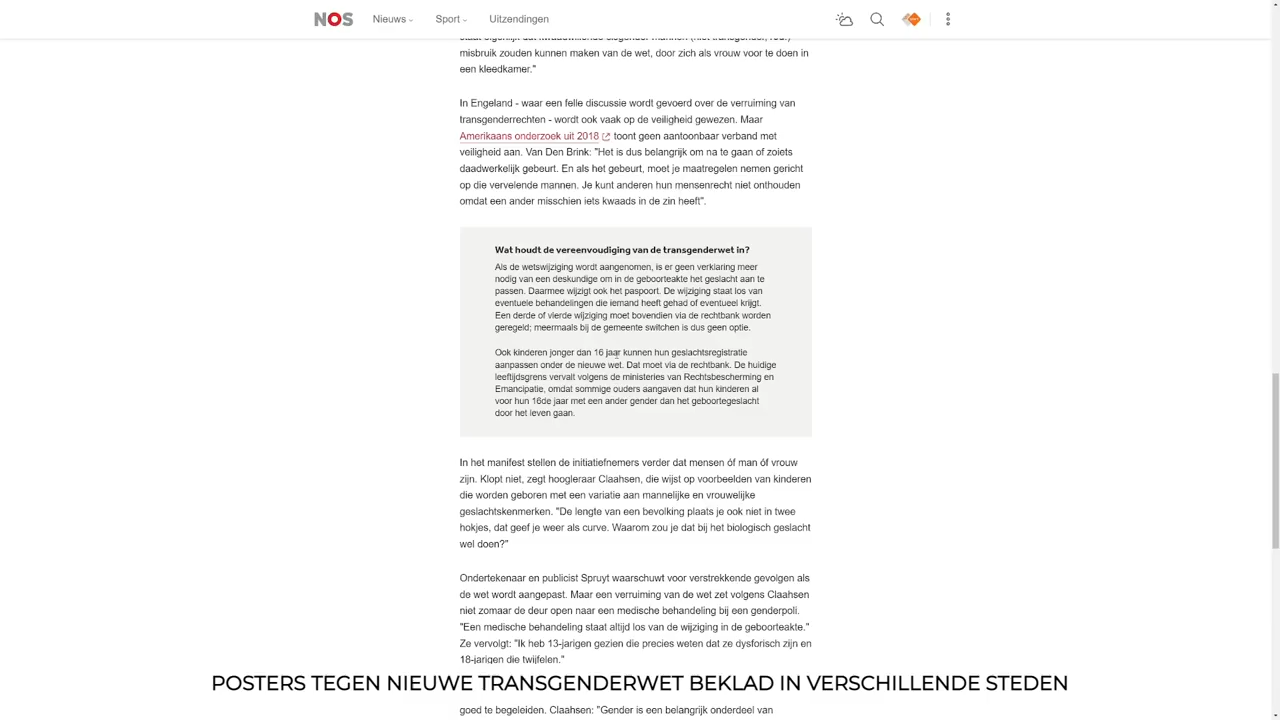 NOS Nieuws Sport Uitzendingen
misbruik zouden kunnen maken van de wet, door zich als vrouw voor te doen in
een kleedkamer."
In Engeland - waar een felle discussie wordt gevoerd over de verruiming van
transgenderrechten - wordt ook vaak op de veiligheid gewezen. Maar
Amerikaans onderzoek uit 2018 toont geen aantoonbaar verband met
veiligheid aan. Van Den Brink: "Het is dus belangrijk om na te gaan of zoiets
daadwerkelijk gebeurt. En als het gebeurt, moet je maatregelen nemen gericht
op die vervelende mannen. Je kunt anderen hun mensenrecht niet onthouden
omdat een ander misschien iets kwaads in de zin heeft".
Wat houdt de vereenvoudiging van de transgenderwet in?
Als de wetswijziging wordt aangenomen, is er geen verklaring meer
nodig van een deskundige om in de geboorteakte het geslacht aan te
passen. Daarmee wijzigt ook het paspoort. De wijziging staat los van
eventuele behandelingen die iemand heeft gehad of eventueel krijgt.
Een derde of vierde wijziging moet bovendien via de rechtbank worden
geregeld; meermaals bij de gemeente switchen is dus geen optie.
Ook kinderen jonger dan 16 jaar kunnen hun geslachtsregistratie
aanpassen onder de nieuwe wet. Dat moet via de rechtbank. De huidige
leeftijdsgrens vervalt volgens de ministeries van Rechtsbescherming en
Emancipatie, omdat sommige ouders aangaven dat hun kinderen al
voor hun 16de jaar met een ander gender dan het geboortegeslacht
door het leven gaan.
In het manifest stellen de initiatiefnemers verder dat mensen óf man óf vrouw
zijn. Klopt niet, zegt hoogleraar Claahsen, die wijst op voorbeelden van kinderen
die worden geboren met een variatie aan mannelijke en vrouwelijke
geslachtskenmerken. "De lengte van een bevolking plaats je ook niet in twee
hokjes, dat geef je weer als curve. Waarom zou je dat bij het biologisch geslacht
wel doen?"
Ondertekenaar en publicist Spruyt waarschuwt voor verstrekkende gevolgen als
de wet wordt aangepast. Maar een verruiming van de wet zet volgens Claahsen
niet zomaar de deur open naar een medische behandeling bij een genderpoli.
"Een medische behandeling staat altijd los van de wijziging in de geboorteakte."
Ze vervolgt: "Ik heb 13-jarigen gezien die precies weten dat ze dysforisch zijn en
18-jarigen die twijfelen."
POSTERS TEGEN NIEUWE TRANSGENDERWET BEKLAD IN VERSCHILLENDE STEDEN
goed te begeleiden. Claahsen: "Gender is een belangrijk onderdeel van